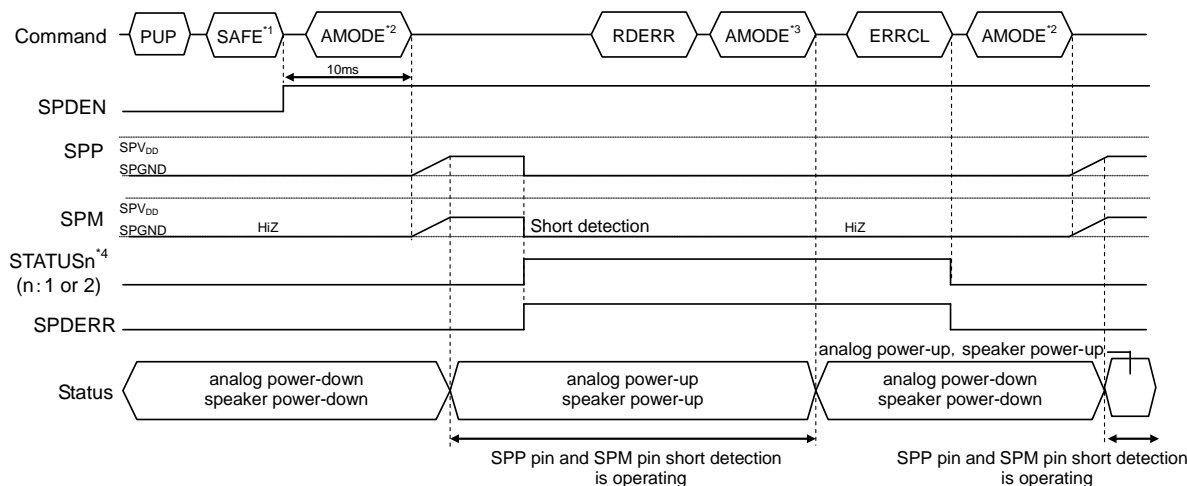 Command PUP SAFE*1 AMODE*2 RDERR AMODE*3 ERRCL AMODE*2
10ms
SPDEN
SPP SPVDD
SPGND
SPM SPVDD
SPGND HiZ Short detection HiZ
STATUSn*4
(n:1 or 2)
SPDERR
analog power-up, speaker power-up
Status analog power-down analog power-up analog power-down
speaker power-down speaker power-up speaker power-down
SPP pin and SPM pin short detection SPP pin and SPM pin short detection
is operating is operating